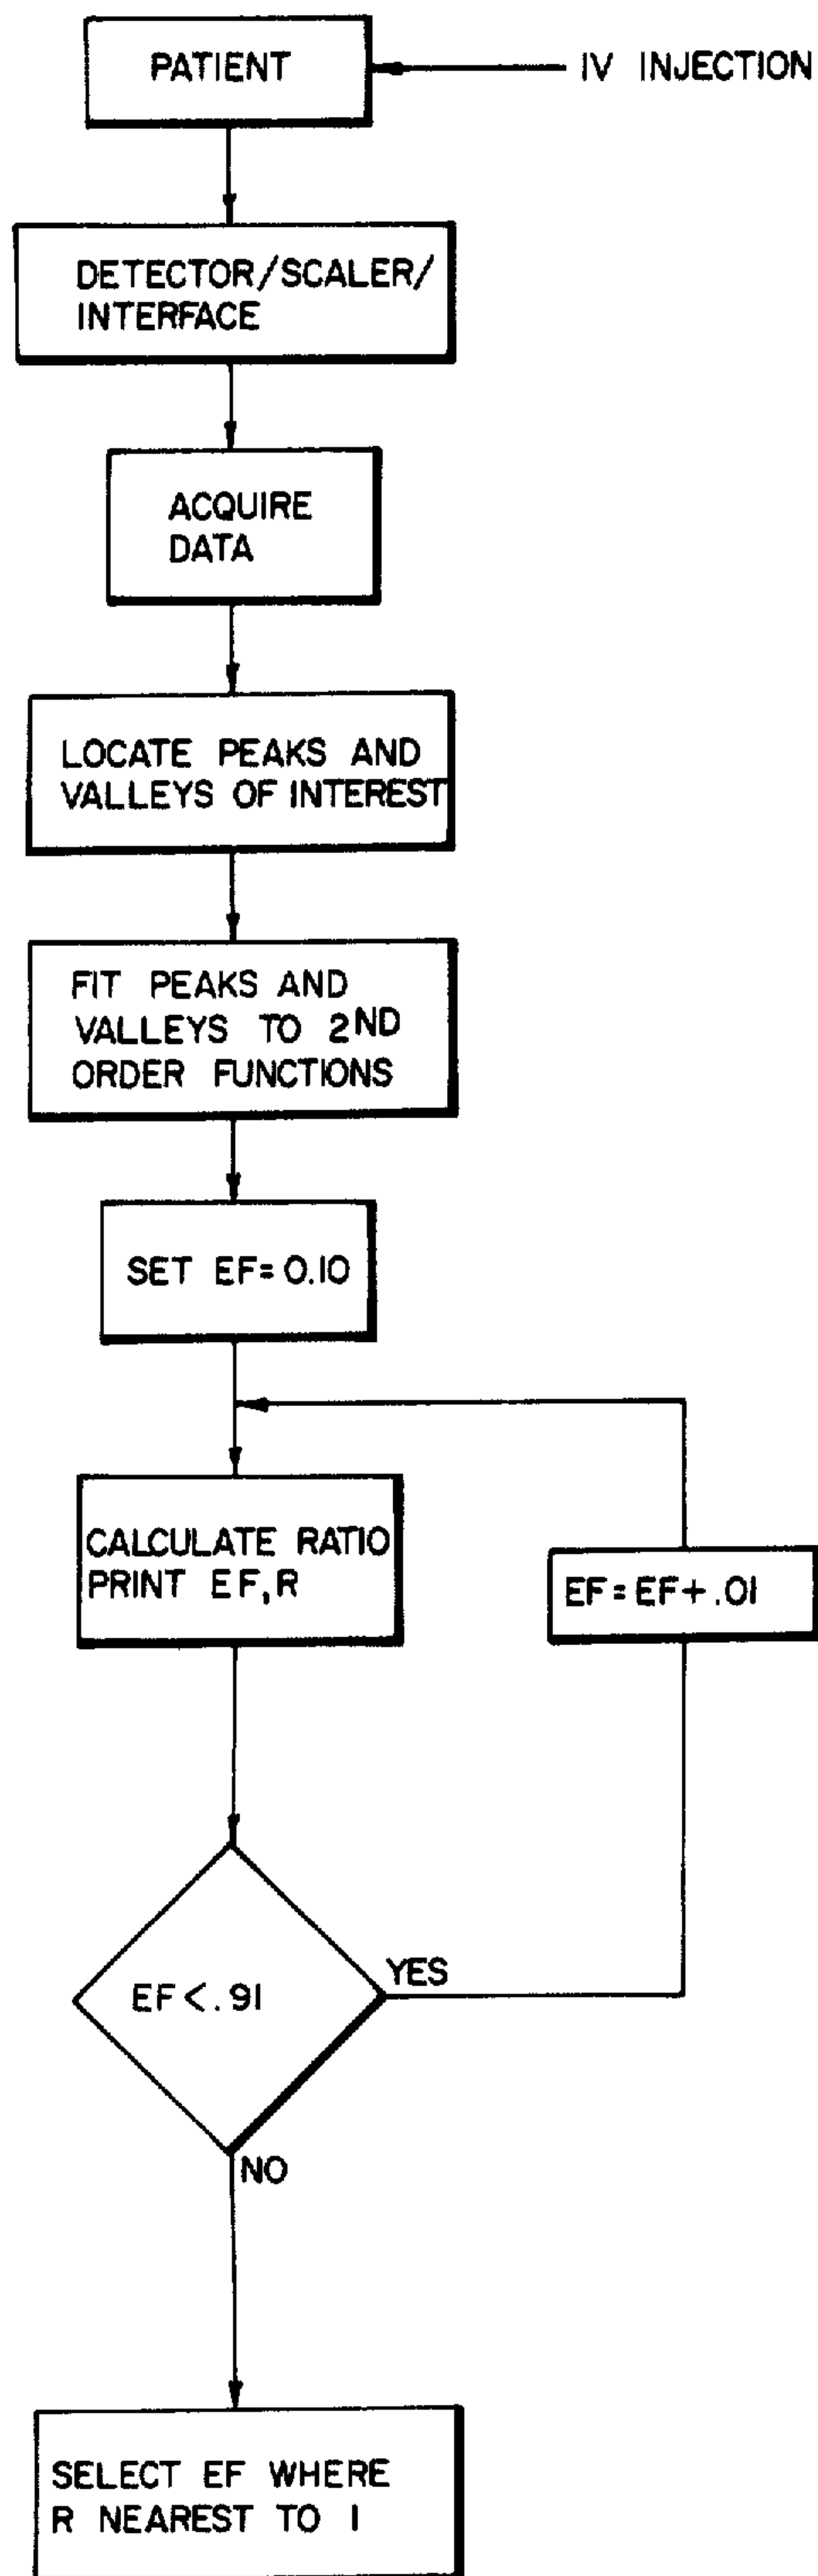 PATIENT
IV INJECTION
DETECTOR/SCALER/
INTERFACE
ACQUIRE
DATA
LOCATE PEAKS AND
VALLEYS OF INTEREST
FIT PEAKS AND
VALLEYS TO 2ND
ORDER FUNCTIONS
SET EF=0.10
CALCULATE RATIO
PRINT EF,R
EF=EF+.01
EF<.91
YES
NO
SELECT EF WHERE
R NEAREST TO 1